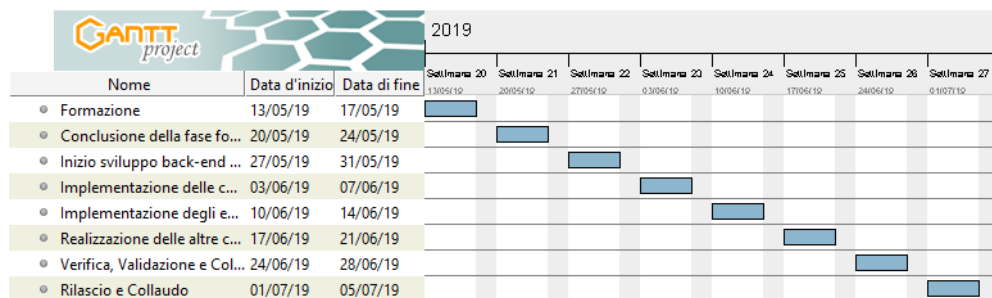 GANTT
project
2019
Settimana 20 Settimana 21 Settimana 22 Settimana 23 Settimana 24 Settimana 25 Settimana 26 Settimana 27
Nome Data d'inizio Data di fine
13/05/19 20/05/19 27/05/19 03/06/19 10/06/19 17/06/19 24/06/19 01/07/19
Formazione 13/05/19 17/05/19
Conclusione della fase fo... 20/05/19 24/05/19
Inizio sviluppo back-end ... 27/05/19 31/05/19
Implementazione delle c... 03/06/19 07/06/19
Implementazione degli e... 10/06/19 14/06/19
Realizzazione delle altre c... 17/06/19 21/06/19
Verifica, Validazione e Col... 24/06/19 28/06/19
Rilascio e Collaudo 01/07/19 05/07/19